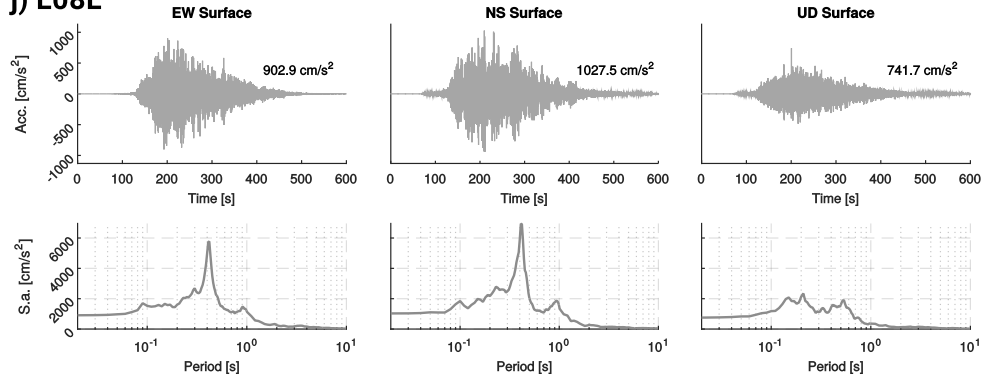 EW Surface NS Surface UD Surface
Acc. [cm/s²]
1000
500
0
-500
-1000
902.9 cm/s²
1027.5 cm/s²
741.7 cm/s²
0 100 200 300 400 500 600
0 100 200 300 400 500 600
0 100 200 300 400 500 600
Time [s] Time [s] Time [s]
S.a. [cm/s²]
6000
4000
2000
0
10⁻¹ 10⁰ 10¹
10⁻¹ 10⁰ 10¹
10⁻¹ 10⁰ 10¹
Period [s] Period [s] Period [s]